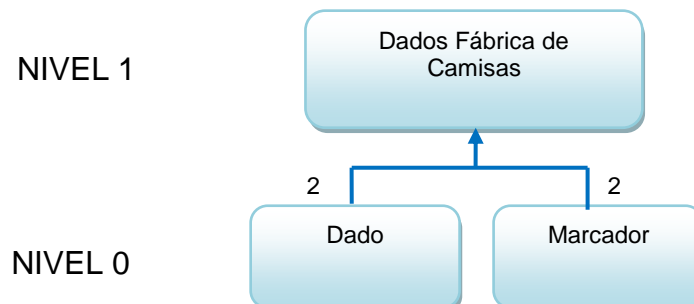 Dados Fábrica de
Camisas
NIVEL 1
2 2
Dado Marcador
NIVEL 0